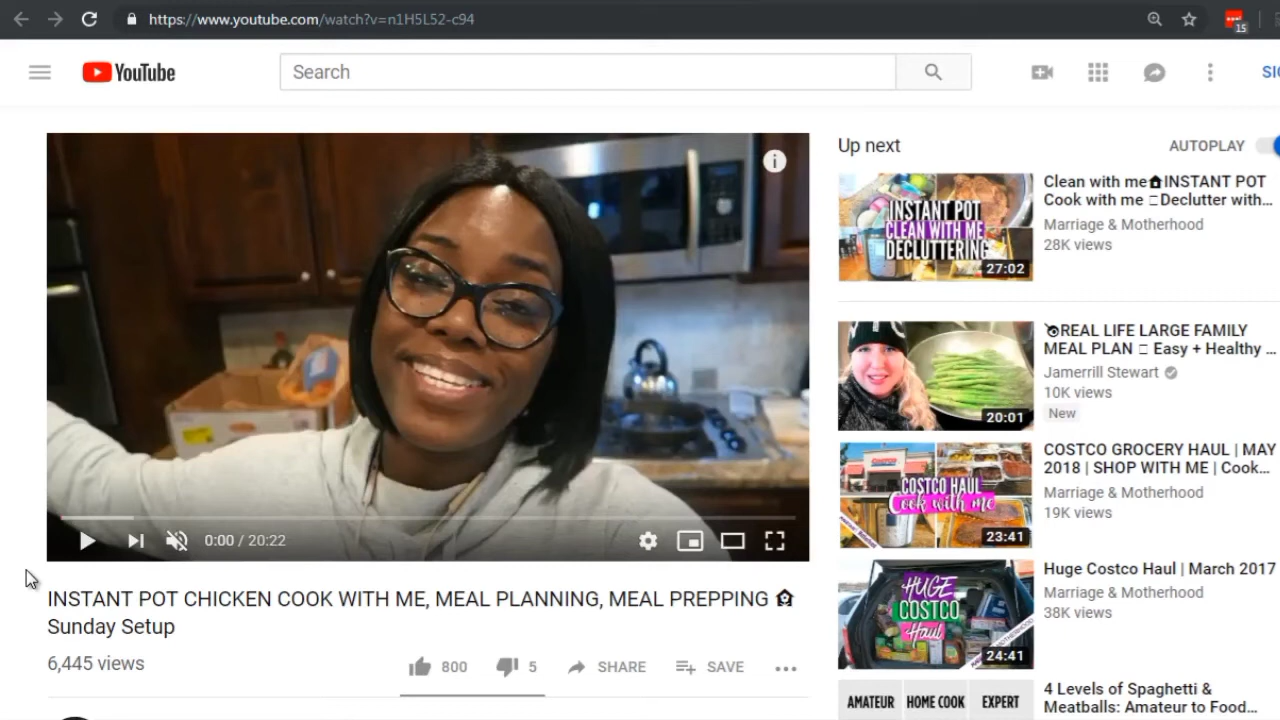 https://www.youtube.com/watch?v=n1H5L52-c94
15
YouTube
Search
SIG
0:00 / 20:22
INSTANT POT CHICKEN COOK WITH ME, MEAL PLANNING, MEAL PREPPING
Sunday Setup
6,445 views
800
5
SHARE
SAVE
Up next
AUTOPLAY
INSTANT POT
CLEAN WITH ME
DECLUTTERING
27:02
Clean with me INSTANT POT
Cook with me Declutter with...
Marriage & Motherhood
28K views
20:01
REAL LIFE LARGE FAMILY
MEAL PLAN Easy + Healthy ...
Jamerrill Stewart
10K views
New
COSTCO HAUL
Cook with me
23:41
COSTCO GROCERY HAUL | MAY
2018 | SHOP WITH ME | Cook...
Marriage & Motherhood
19K views
HUGE
COSTCO
Haul
24:41
Huge Costco Haul | March 2017
Marriage & Motherhood
38K views
AMATEUR
HOME COOK
EXPERT
4 Levels of Spaghetti &
Meatballs: Amateur to Food...